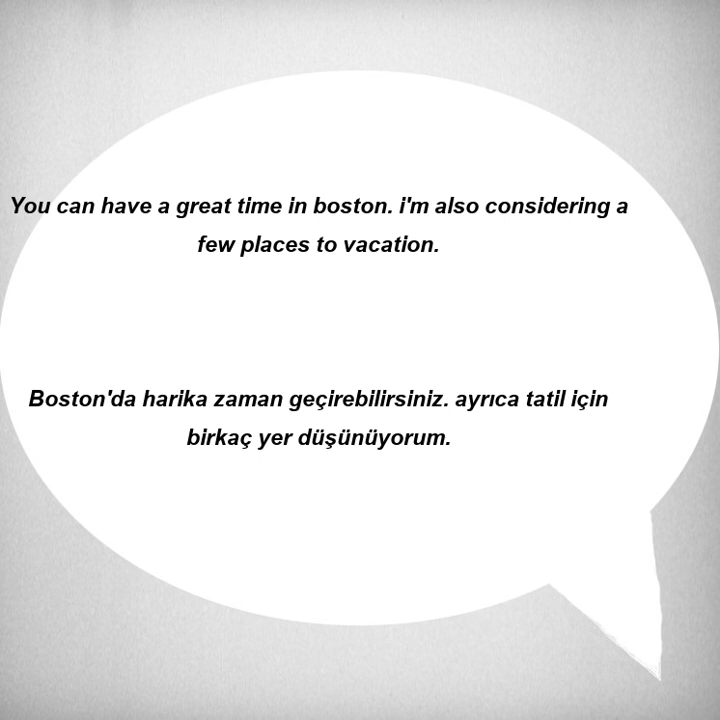 You can have a great time in boston. i'm also considering a
few places to vacation.
Boston'da harika zaman geçirebilirsiniz. ayrıca tatil için
birkaç yer düşünüyorum.